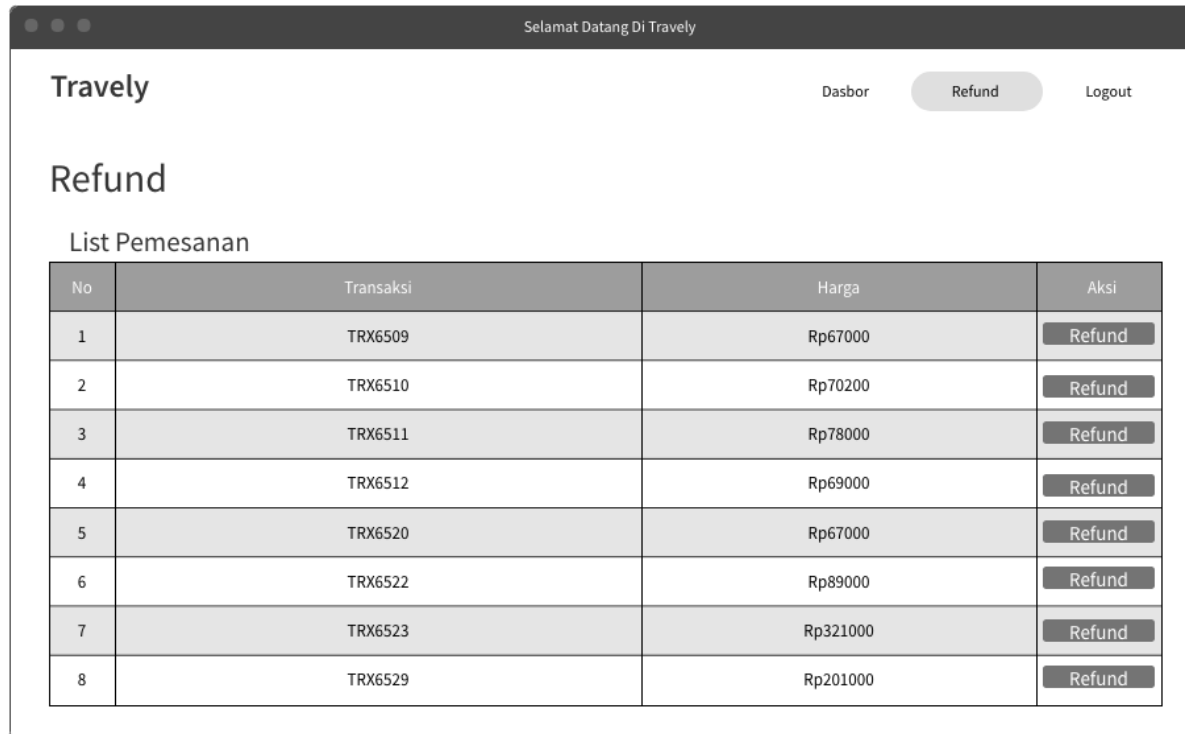 Selamat Datang Di Travely
Travely
Dasbor Refund Logout
Refund
List Pemesanan
No Transaksi Harga Aksi
1 TRX6509 Rp67000 Refund
2 TRX6510 Rp70200 Refund
3 TRX6511 Rp78000 Refund
4 TRX6512 Rp69000 Refund
5 TRX6520 Rp67000 Refund
6 TRX6522 Rp89000 Refund
7 TRX6523 Rp321000 Refund
8 TRX6529 Rp201000 Refund